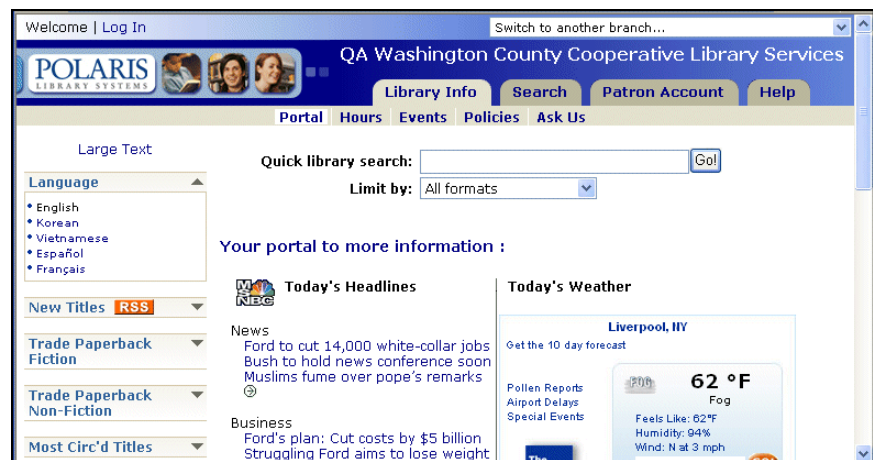 Welcome | Log In
Switch to another branch...
POLARIS
LIBRARY SYSTEMS
QA Washington County Cooperative Library Services
Library Info Search Patron Account Help
Portal Hours Events Policies Ask Us
Large Text
Quick library search: Go!
Limit by: All formats
Language
• English
• Korean
• Vietnamese
• Español
• Français
New Titles RSS
Trade Paperback
Fiction
Trade Paperback
Non-Fiction
Most Circ'd Titles
Your portal to more information :
MSNBC Today's Headlines
News
Ford to cut 14,000 white-collar jobs
Bush to hold news conference soon
Muslims fume over pope's remarks
Business
Ford's plan: Cut costs by $5 billion
Struggling Ford aims to lose weight
Today's Weather
Liverpool, NY
Get the 10 day forecast
Pollen Reports
Airport Delays
Special Events
The
FOG
62 °F
Fog
Feels Like: 62°F
Humidity: 94%
Wind: N at 3 mph